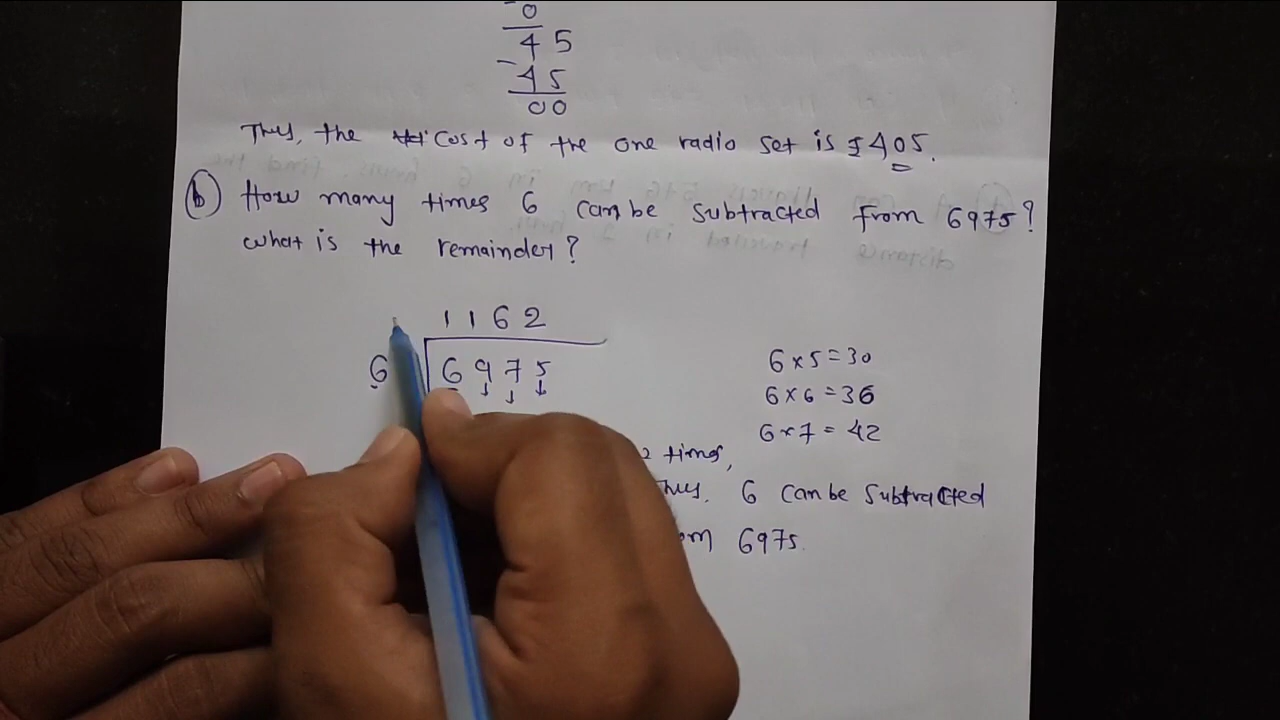 0
45
- 45
00
Thus, the cost of the one radio set is ₹405.
(b) How many times 6 can be subtracted from 6975?
What is the remainder?
1162
6 6975
6×5=30
6×6=36
6×7=42
2 times,
Thus. 6 can be subtracted
from 6975.